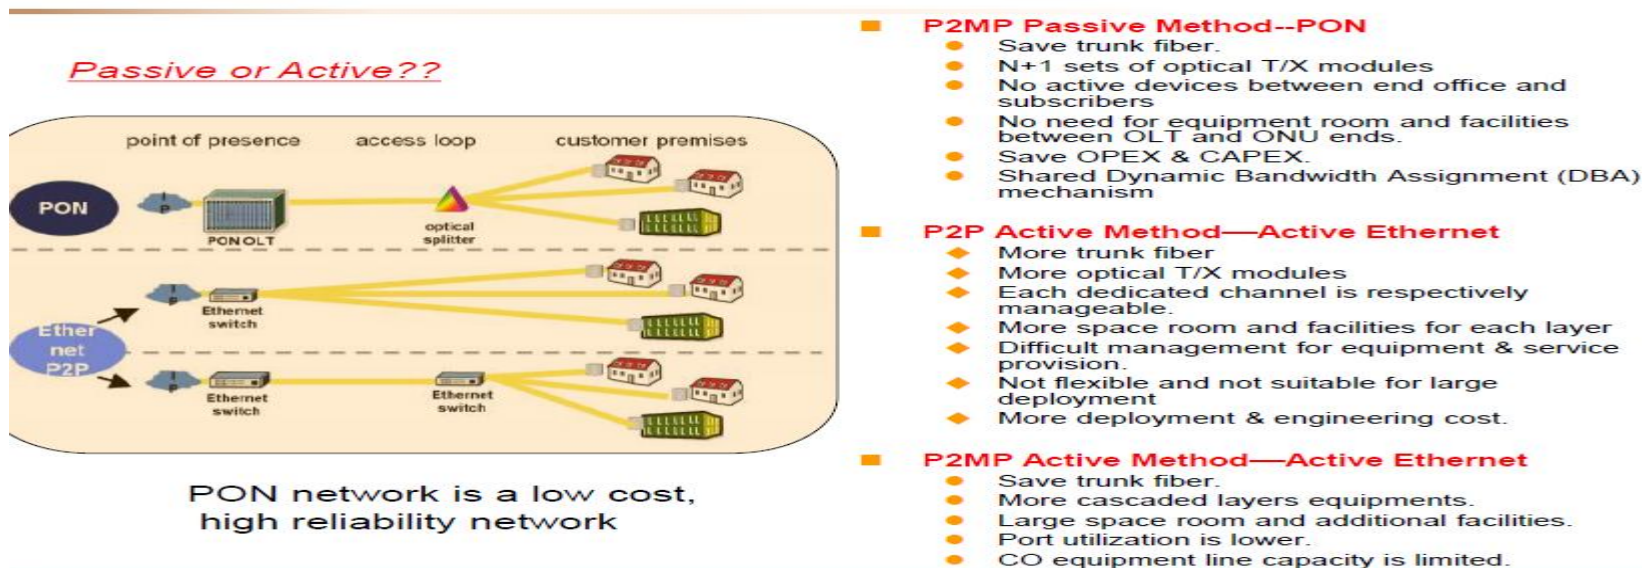 Passive or Active??
point of presence
access loop
customer premises
PON
IP
PON OLT
optical
splitter
Ether
net
P2P
IP
Ethernet
switch
IP
Ethernet
switch
Ethernet
switch
PON network is a low cost,
high reliability network
P2MP Passive Method--PON
Save trunk fiber.
N+1 sets of optical T/X modules
No active devices between end office and
subscribers
No need for equipment room and facilities
between OLT and ONU ends.
Save OPEX & CAPEX.
Shared Dynamic Bandwidth Assignment (DBA)
mechanism
P2P Active Method—Active Ethernet
More trunk fiber
More optical T/X modules
Each dedicated channel is respectively
manageable.
More space room and facilities for each layer
Difficult management for equipment & service
provision.
Not flexible and not suitable for large
deployment
More deployment & engineering cost.
P2MP Active Method—Active Ethernet
Save trunk fiber.
More cascaded layers equipments.
Large space room and additional facilities.
Port utilization is lower.
CO equipment line capacity is limited.